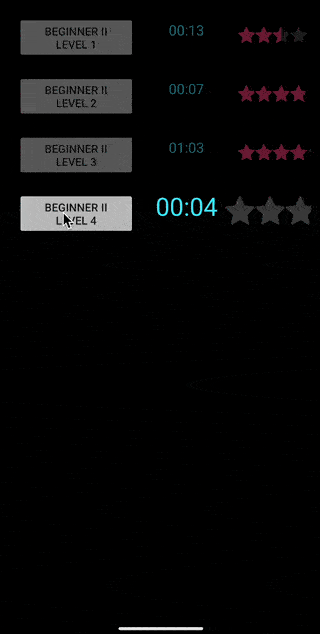 BEGINNER II
LEVEL 1
00:13
BEGINNER II
LEVEL 2
00:07
BEGINNER II
LEVEL 3
01:03
BEGINNER II
LEVEL 4
00:04